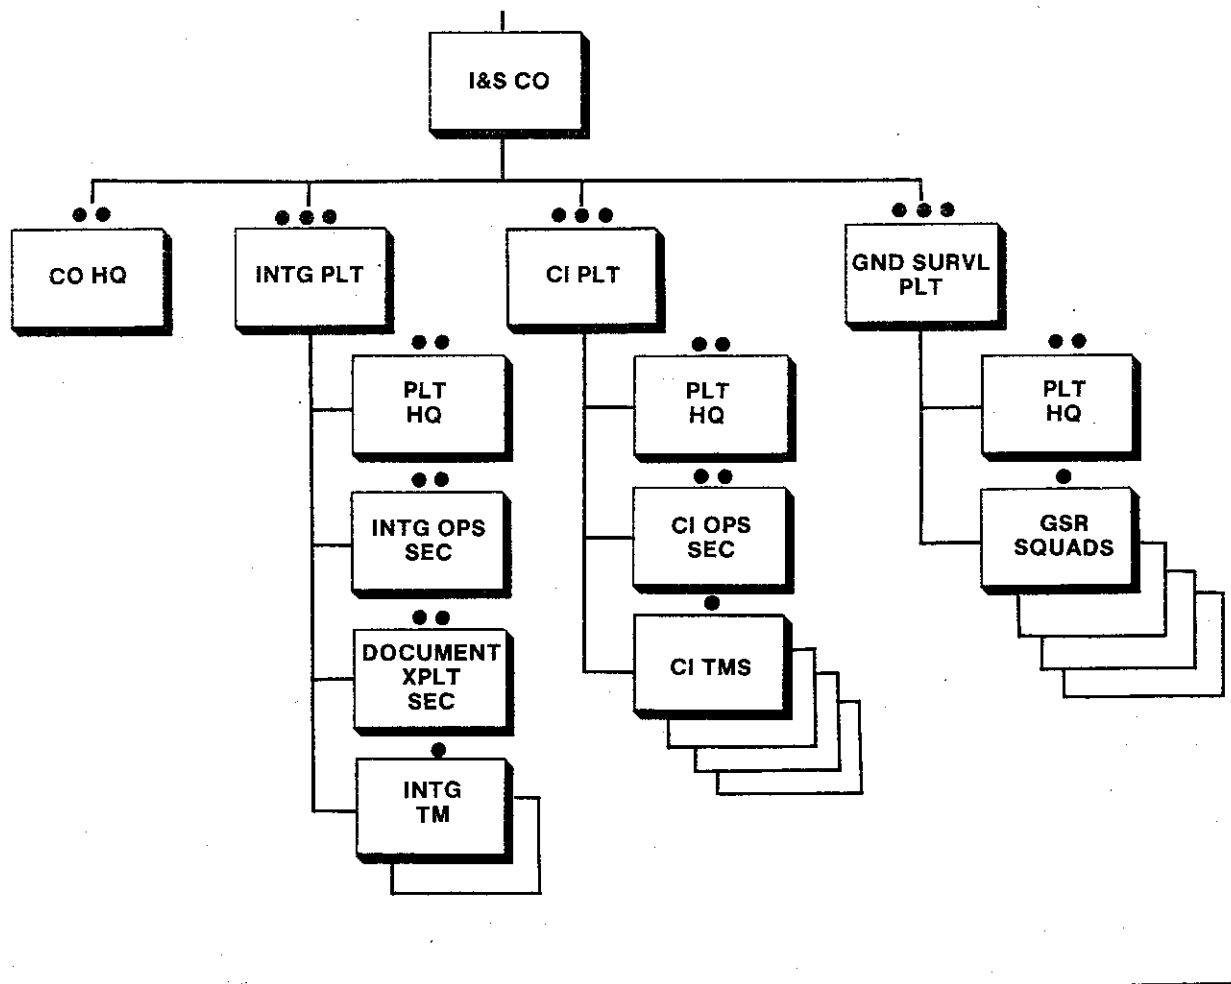 I&S CO
CO HQ
INTG PLT
CI PLT
GND SURVL
PLT
PLT
HQ
PLT
HQ
PLT
HQ
INTG OPS
SEC
CI OPS
SEC
GSR
SQUADS
DOCUMENT
XPLT
SEC
CI TMS
INTG
TM